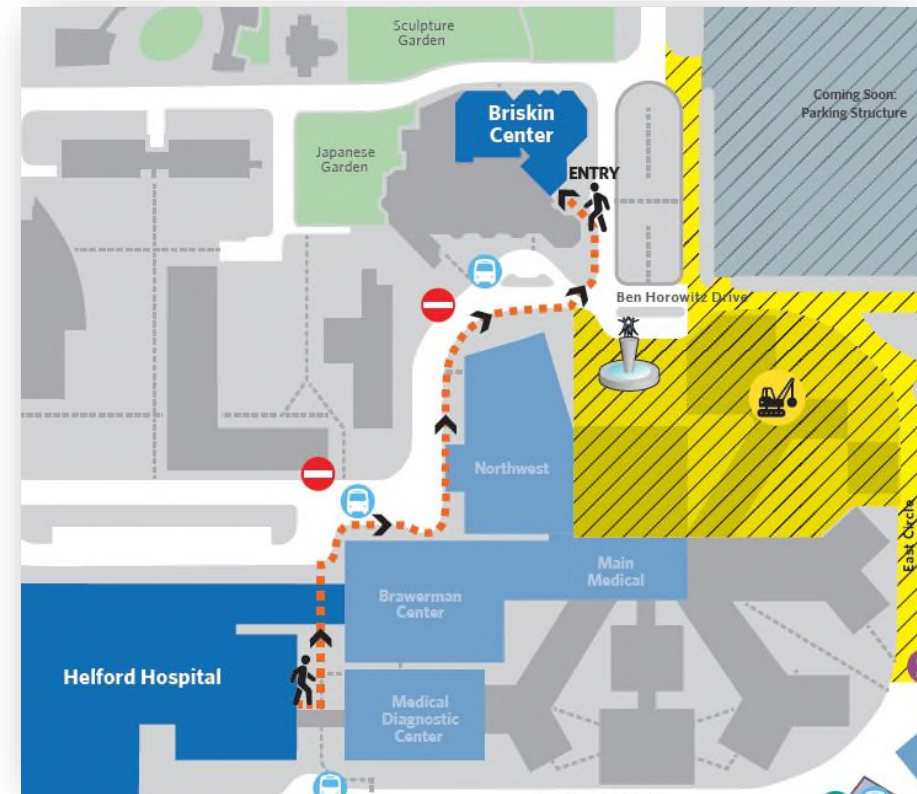 Sculpture
Garden
Coming Soon:
Parking Structure
Briskin
Center
Japanese
Garden
ENTRY
Ben Horowitz Drive
Northwest
East Circle
Main
Medical
Brawerman
Center
Helford Hospital
Medical
Diagnostic
Center